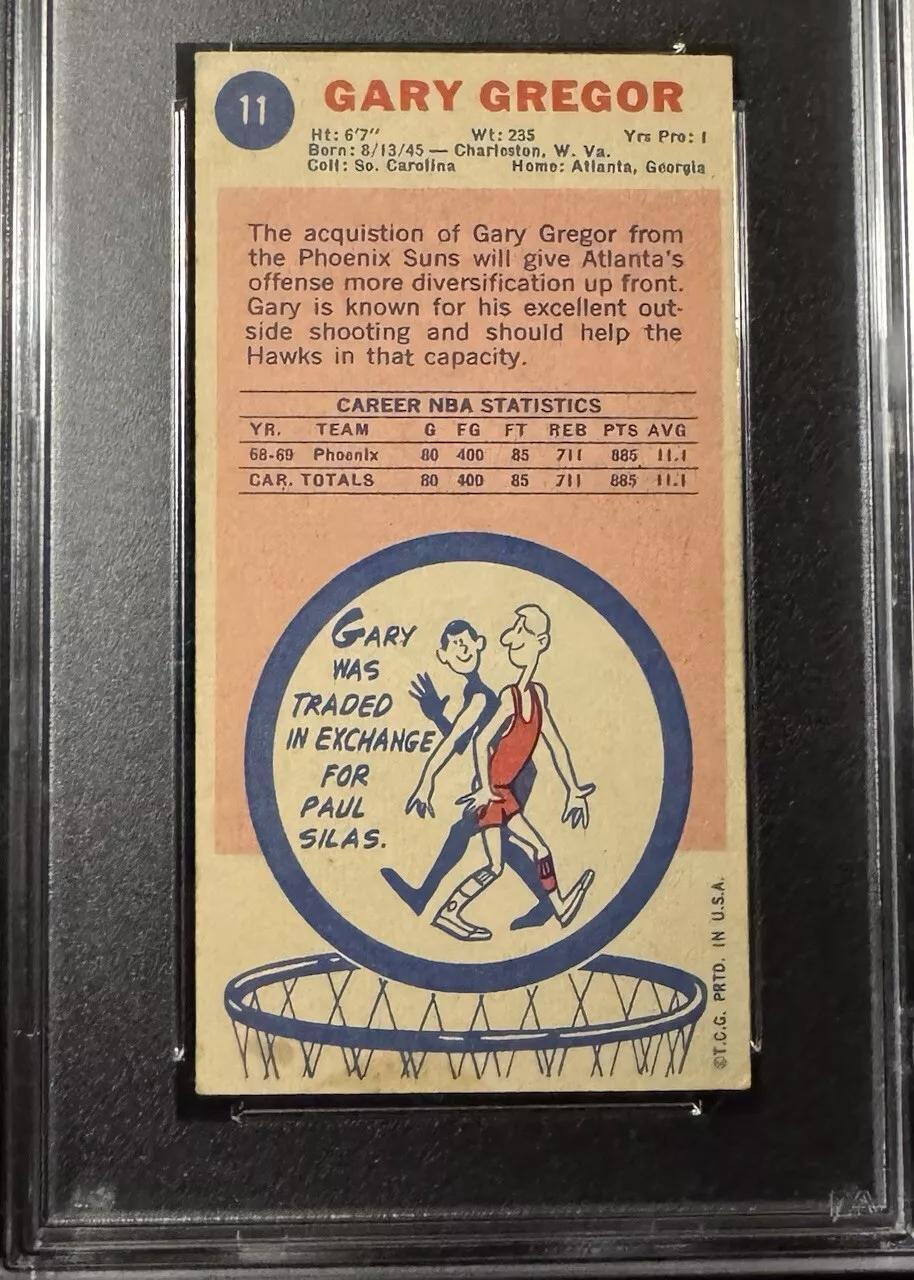 11
GARY GREGOR
Ht: 6'7" Wt: 235 Yrs Pro: 1
Born: 8/13/45 — Charleston, W. Va.
Coll: So. Carolina Home: Atlanta, Georgia
The acquistion of Gary Gregor from
the Phoenix Suns will give Atlanta's
offense more diversification up front.
Gary is known for his excellent out-
side shooting and should help the
Hawks in that capacity.
CAREER NBA STATISTICS
YR. TEAM G FG FT REB PTS AVG
68-69 Phoenix 80 400 85 711 885 11.1
CAR. TOTALS 80 400 85 711 885 11.1
GARY
WAS
TRADED
IN EXCHANGE
FOR
PAUL
SILAS.
©T.C.G. PRTD. IN U.S.A.